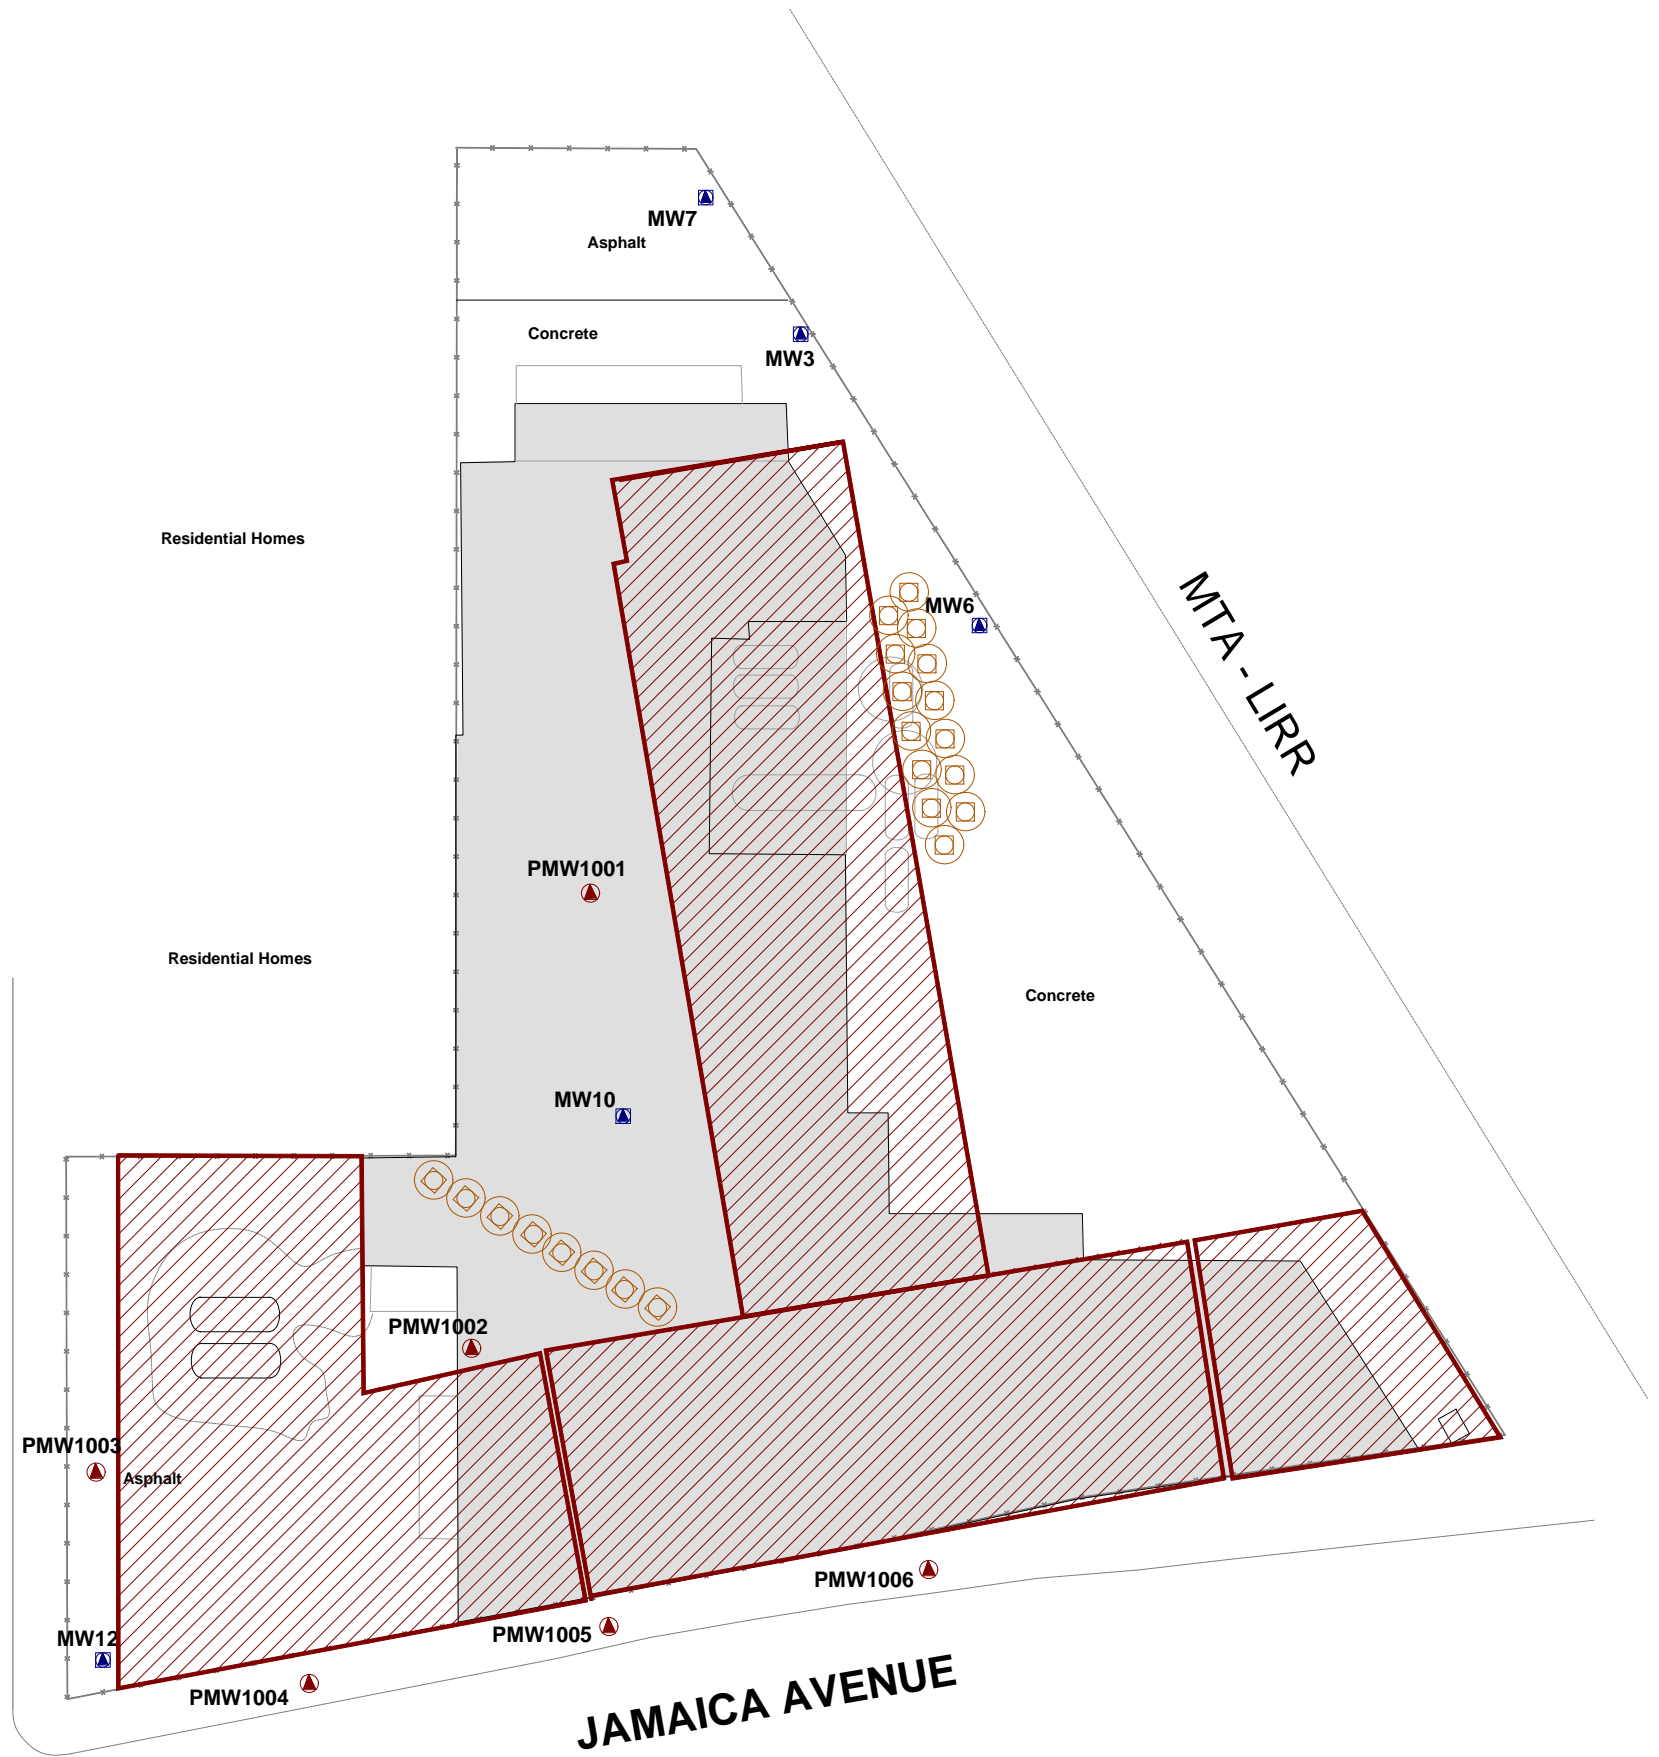 MW7
Asphalt
Concrete
MW3
Residential Homes
MW6
MTA - LIRR
PMW1001
Residential Homes
Concrete
MW10
PMW1002
PMW1003
Asphalt
PMW1006
PMW1005
MW12
PMW1004
JAMAICA AVENUE